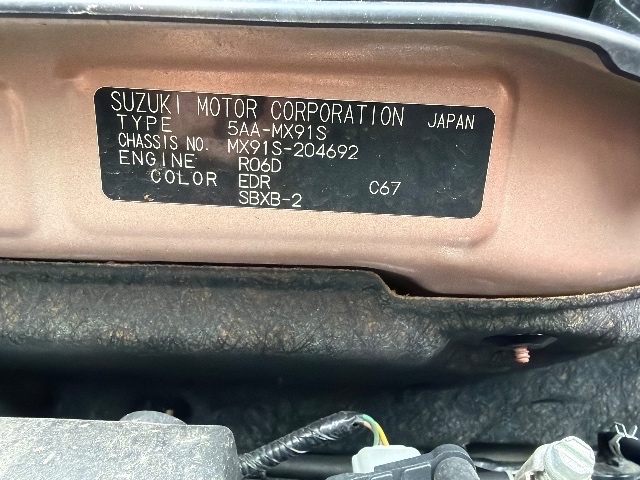 SUZUKI MOTOR CORPORATION JAPAN
TYPE 5AA-MX91S
CHASSIS NO. MX91S-204692
ENGINE R06D
COLOR EDR C67
SBXB-2